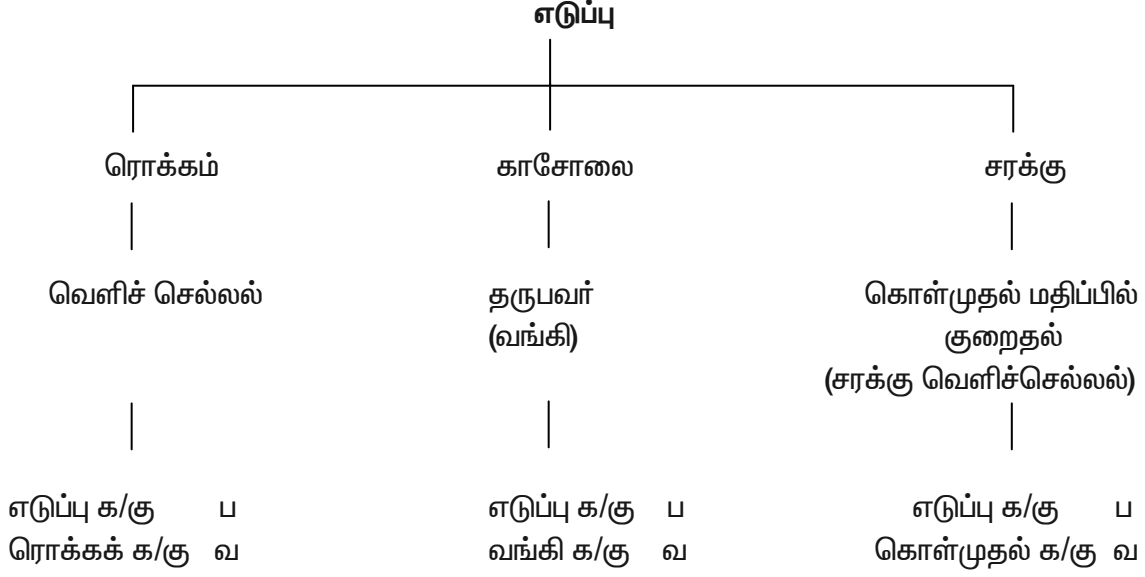 எடுப்பு
ரொக்கம் காசோலை சரக்கு
வெளிச் செல்லல் தருபவர் கொள்முதல் மதிப்பில்
(வங்கி) குறைதல்
(சரக்கு வெளிச்செல்லல்)
எடுப்பு க/கு ப எடுப்பு க/கு ப எடுப்பு க/கு ப
ரொக்கக் க/கு வ வங்கி க/கு வ கொள்முதல் க/கு வ